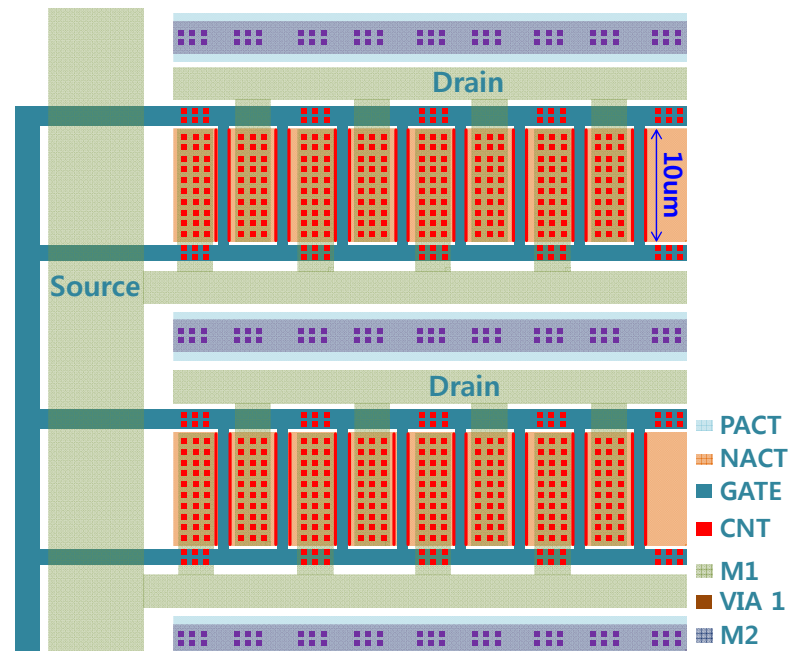 Drain
10um
Source
Drain
PACT
NACT
GATE
CNT
M1
VIA 1
M2